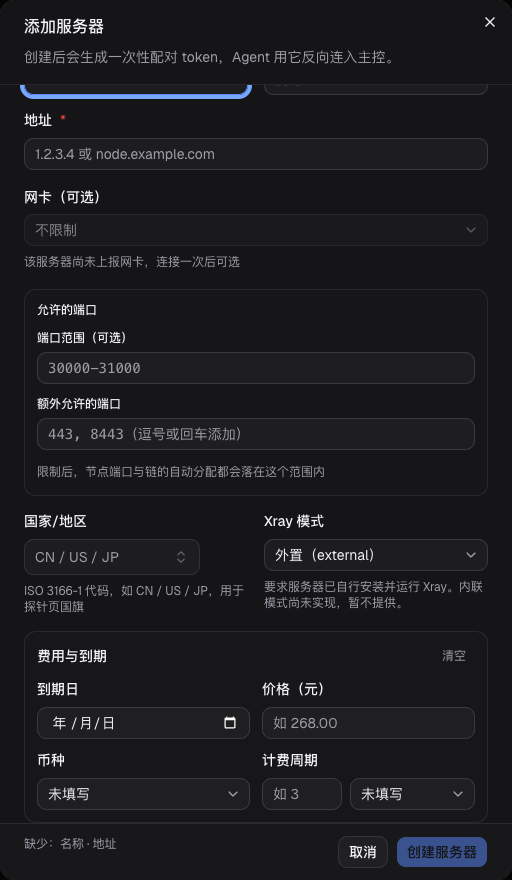 添加服务器
创建后会生成一次性配对 token，Agent 用它反向连入主控。
地址 *
1.2.3.4 或 node.example.com
网卡（可选）
不限制
该服务器尚未上报网卡，连接一次后可选
允许的端口
端口范围（可选）
30000-31000
额外允许的端口
443, 8443（逗号或回车添加）
限制后，节点端口与链的自动分配都会落在这个范围内
国家/地区
CN / US / JP
ISO 3166-1 代码，如 CN / US / JP，用于
探针页国旗
Xray 模式
外置（external）
要求服务器已自行安装并运行 Xray。内联
模式尚未实现，暂不提供。
费用与到期
清空
到期日
年 /月/日
价格（元）
如 268.00
币种
未填写
计费周期
如 3
未填写
缺少：名称 · 地址
取消
创建服务器